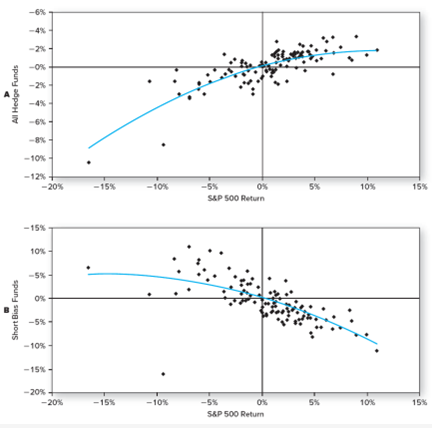 −6%
−4%
−2%
−0%
−2%
−4%
−6%
−8%
−10%
−12%
A
All Hedge Funds
−20% −15% −10% −5% 0% 5% 10% 15%
S&P 500 Return
−15%
10%
−5%
0%
−5%
−10%
−15%
−20%
B
Short Bias Funds
−20% −15% −10% −5% 0% 5% 10% 15%
S&P 500 Return